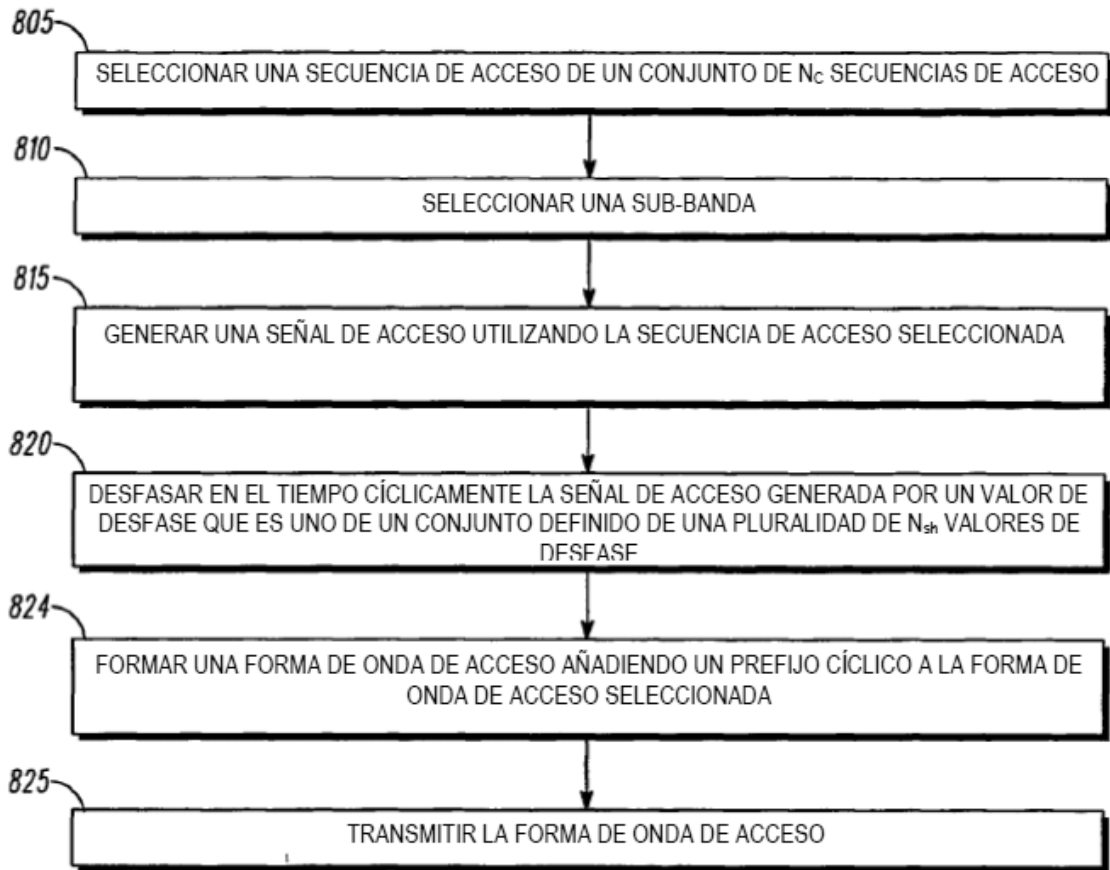 805
SELECCIONAR UNA SECUENCIA DE ACCESO DE UN CONJUNTO DE NC SECUENCIAS DE ACCESO
810
SELECCIONAR UNA SUB-BANDA
815
GENERAR UNA SEÑAL DE ACCESO UTILIZANDO LA SECUENCIA DE ACCESO SELECCIONADA
820
DESFASAR EN EL TIEMPO CÍCLICAMENTE LA SEÑAL DE ACCESO GENERADA POR UN VALOR DE
DESFASE QUE ES UNO DE UN CONJUNTO DEFINIDO DE UNA PLURALIDAD DE Nsh VALORES DE
DESFASE
824
FORMAR UNA FORMA DE ONDA DE ACCESO AÑADIENDO UN PREFIJO CÍCLICO A LA FORMA DE
ONDA DE ACCESO SELECCIONADA
825
TRANSMITIR LA FORMA DE ONDA DE ACCESO